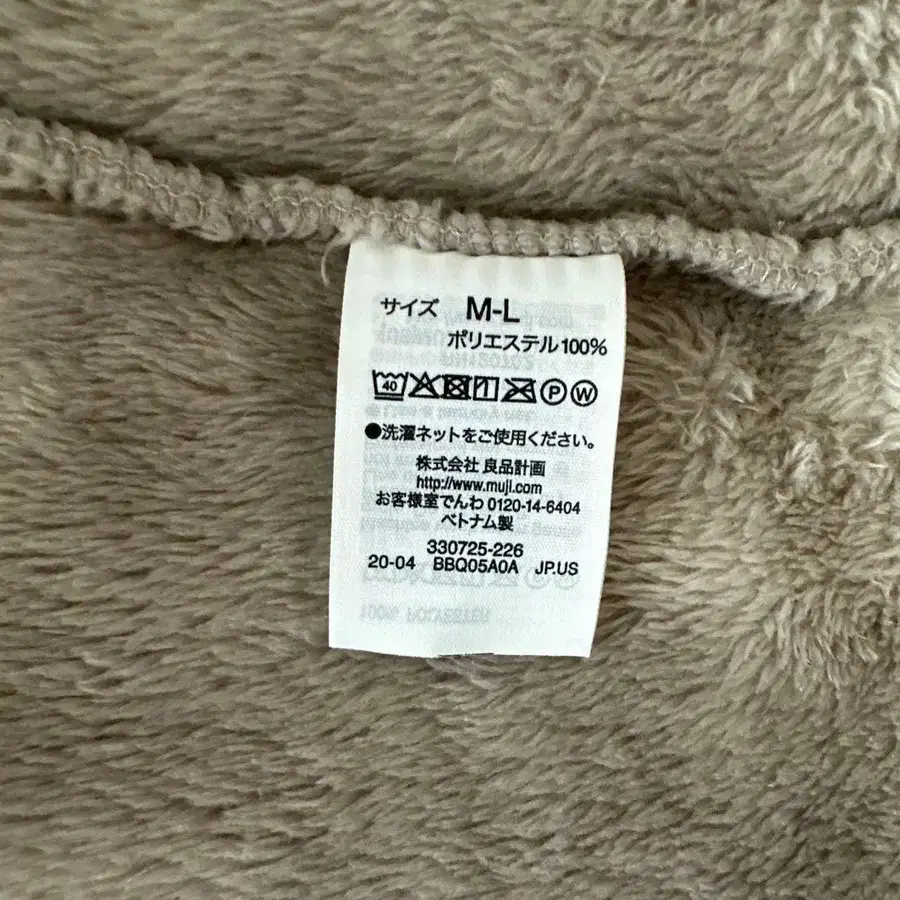 サイズ M-L
ポリエステル100%
40 P W
●洗濯ネットをご使用ください。
株式会社 良品計画
http://www.muji.com
お客様室でんわ 0120-14-6404
ベトナム製
330725-226
20-04 BBQ05A0A JP.US
100% POLYESTER